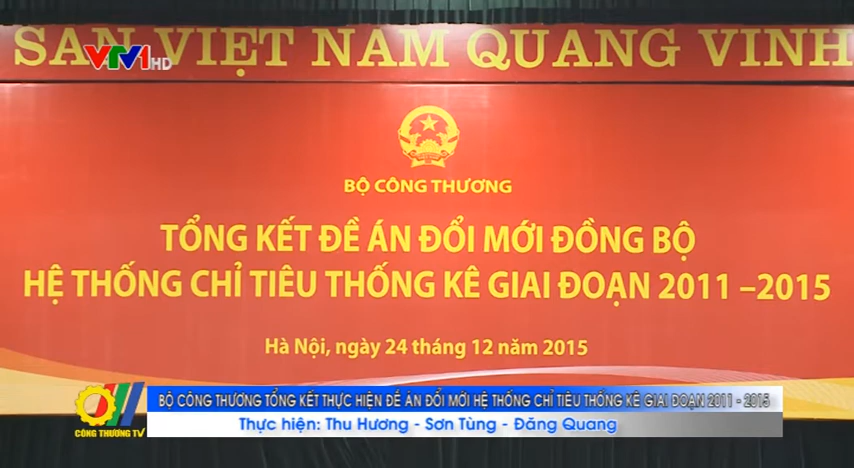 SẢN VIỆT NAM QUANG VINH
VTV1 HD
BỘ CÔNG THƯƠNG
TỔNG KẾT ĐỀ ÁN ĐỔI MỚI ĐỒNG BỘ
HỆ THỐNG CHỈ TIÊU THỐNG KÊ GIAI ĐOẠN 2011 –2015
Hà Nội, ngày 24 tháng 12 năm 2015
BỘ CÔNG THƯƠNG TỔNG KẾT THỰC HIỆN ĐỀ ÁN ĐỔI MỚI HỆ THỐNG CHỈ TIÊU THỐNG KÊ GIAI ĐOẠN 2011 - 2015
Thực hiện: Thu Hương - Sơn Tùng - Đăng Quang
CÔNG THƯƠNG TV